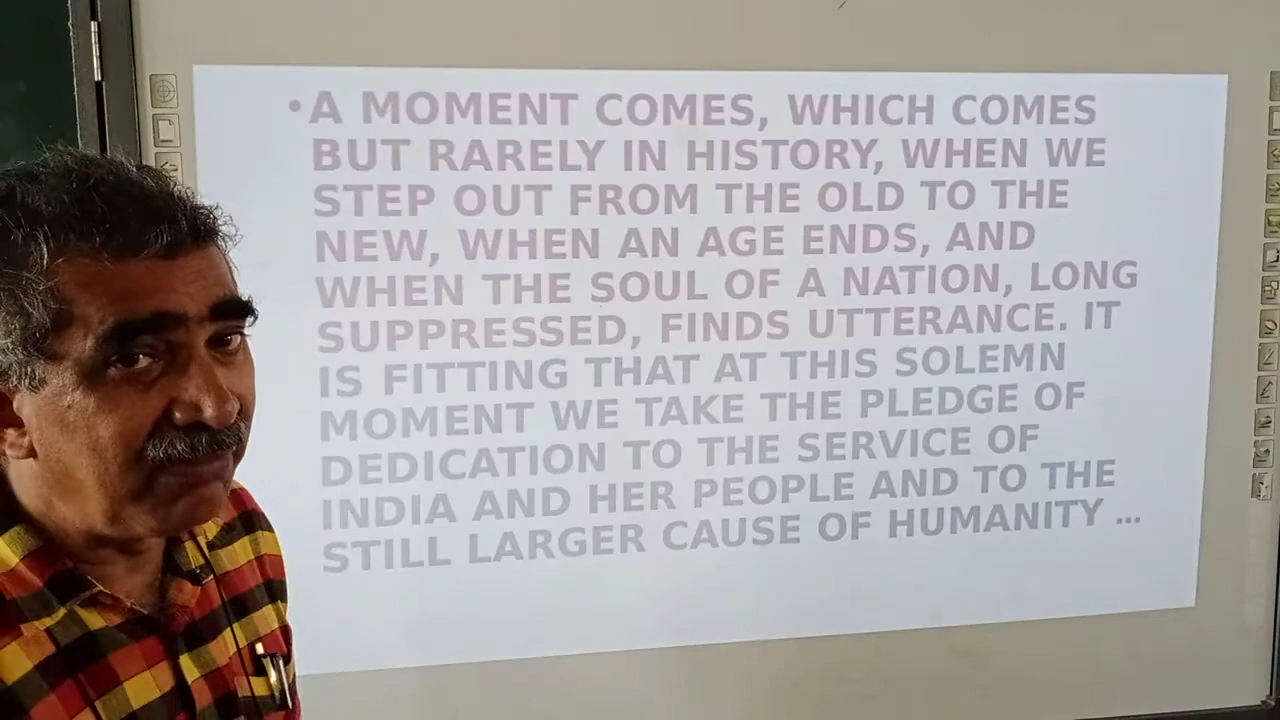 •A MOMENT COMES, WHICH COMES
BUT RARELY IN HISTORY, WHEN WE
STEP OUT FROM THE OLD TO THE
NEW, WHEN AN AGE ENDS, AND
WHEN THE SOUL OF A NATION, LONG
SUPPRESSED, FINDS UTTERANCE. IT
IS FITTING THAT AT THIS SOLEMN
MOMENT WE TAKE THE PLEDGE OF
DEDICATION TO THE SERVICE OF
INDIA AND HER PEOPLE AND TO THE
STILL LARGER CAUSE OF HUMANITY ...